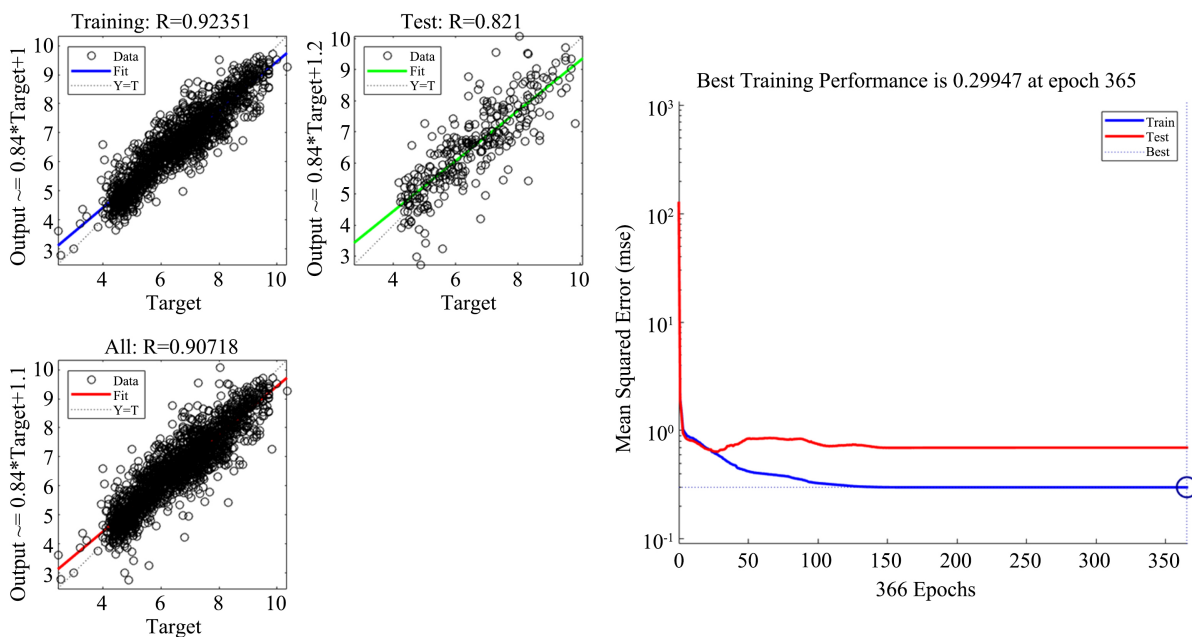 Training: R=0.92351
Output ~= 0.84*Target+1
10
9
8
7
6
5
4
3
Data
Fit
Y=T
4
6
8
10
Target
Test: R=0.821
Output ~= 0.84*Target+1.2
10
9
8
7
6
5
4
3
Data
Fit
Y=T
4
6
8
10
Target
All: R=0.90718
Output ~= 0.84*Target+1.1
10
9
8
7
6
5
4
3
Data
Fit
Y=T
4
6
8
10
Target
Best Training Performance is 0.29947 at epoch 365
Mean Squared Error (mse)
10³
10²
10¹
10⁰
10⁻¹
Train
Test
Best
0
50
100
150
200
250
300
350
366 Epochs